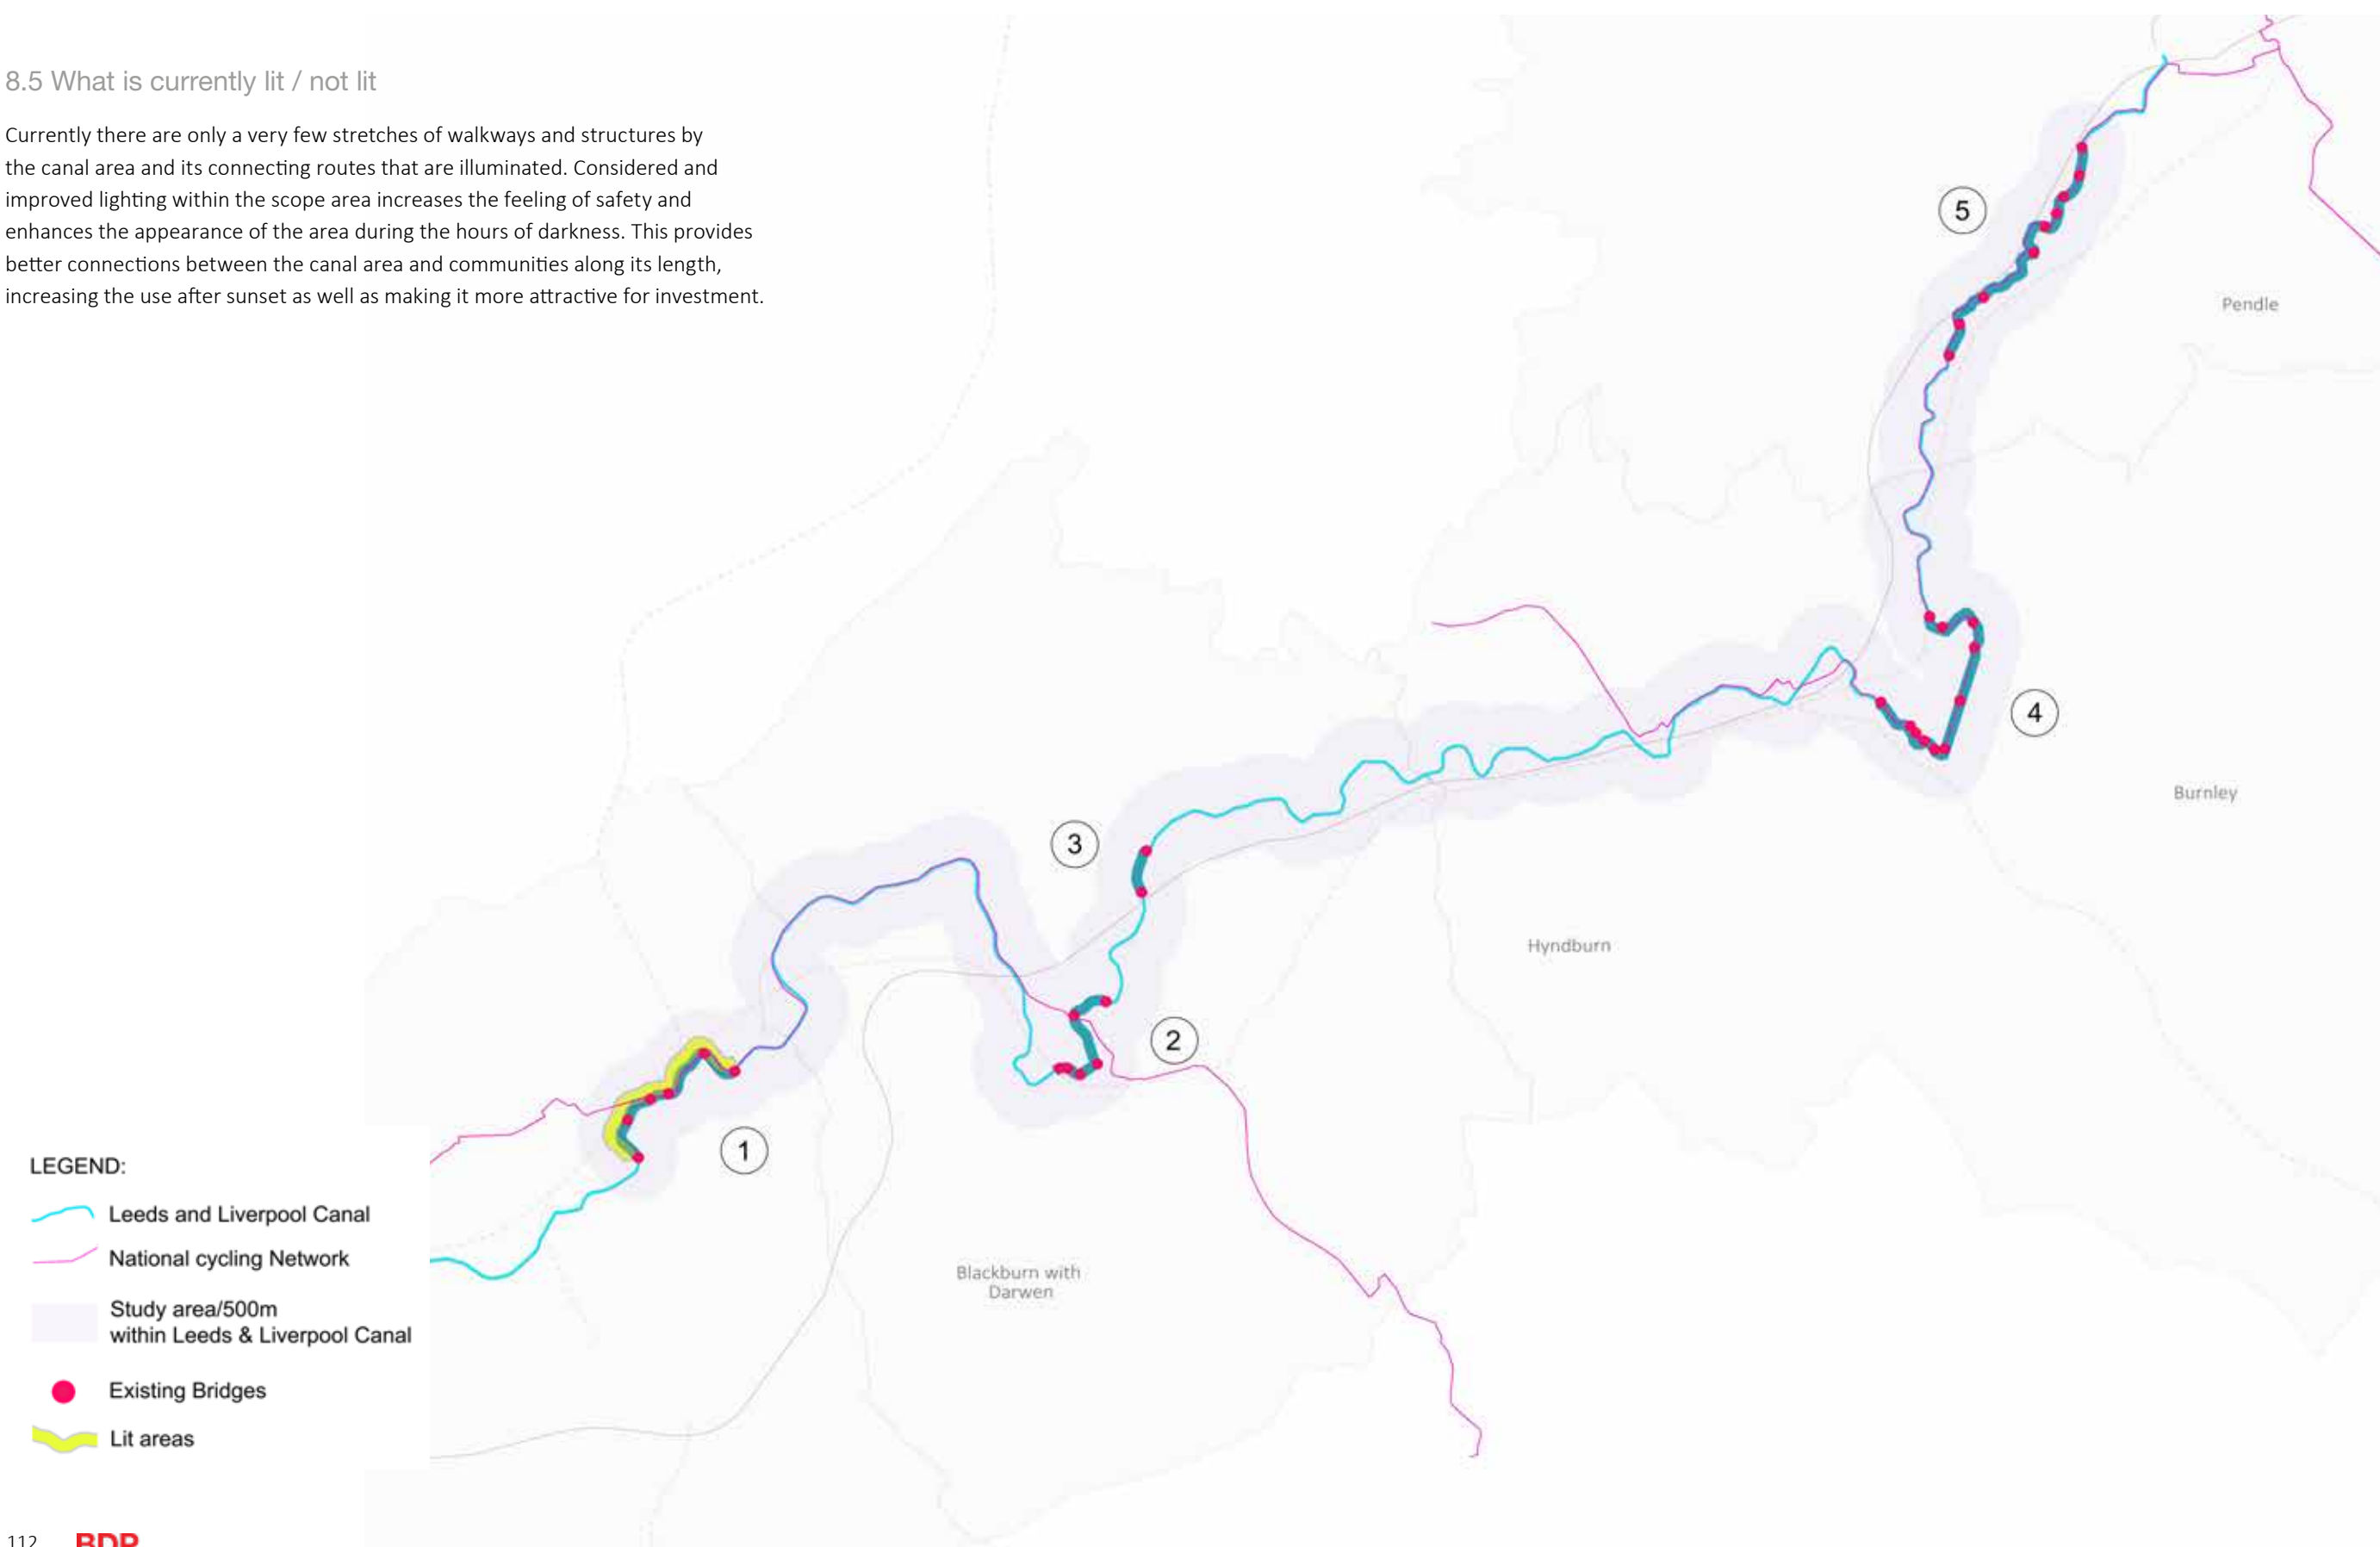 8.5 What is currently lit / not lit
Currently there are only a very few stretches of walkways and structures by
the canal area and its connecting routes that are illuminated. Considered and
improved lighting within the scope area increases the feeling of safety and
enhances the appearance of the area during the hours of darkness. This provides
better connections between the canal area and communities along its length,
increasing the use after sunset as well as making it more attractive for investment.
5
Pendle
4
Burnley
3
Hyndburn
2
1
Blackburn with
Darwen
LEGEND:
Leeds and Liverpool Canal
National cycling Network
Study area/500m
within Leeds & Liverpool Canal
Existing Bridges
Lit areas
112 BDP